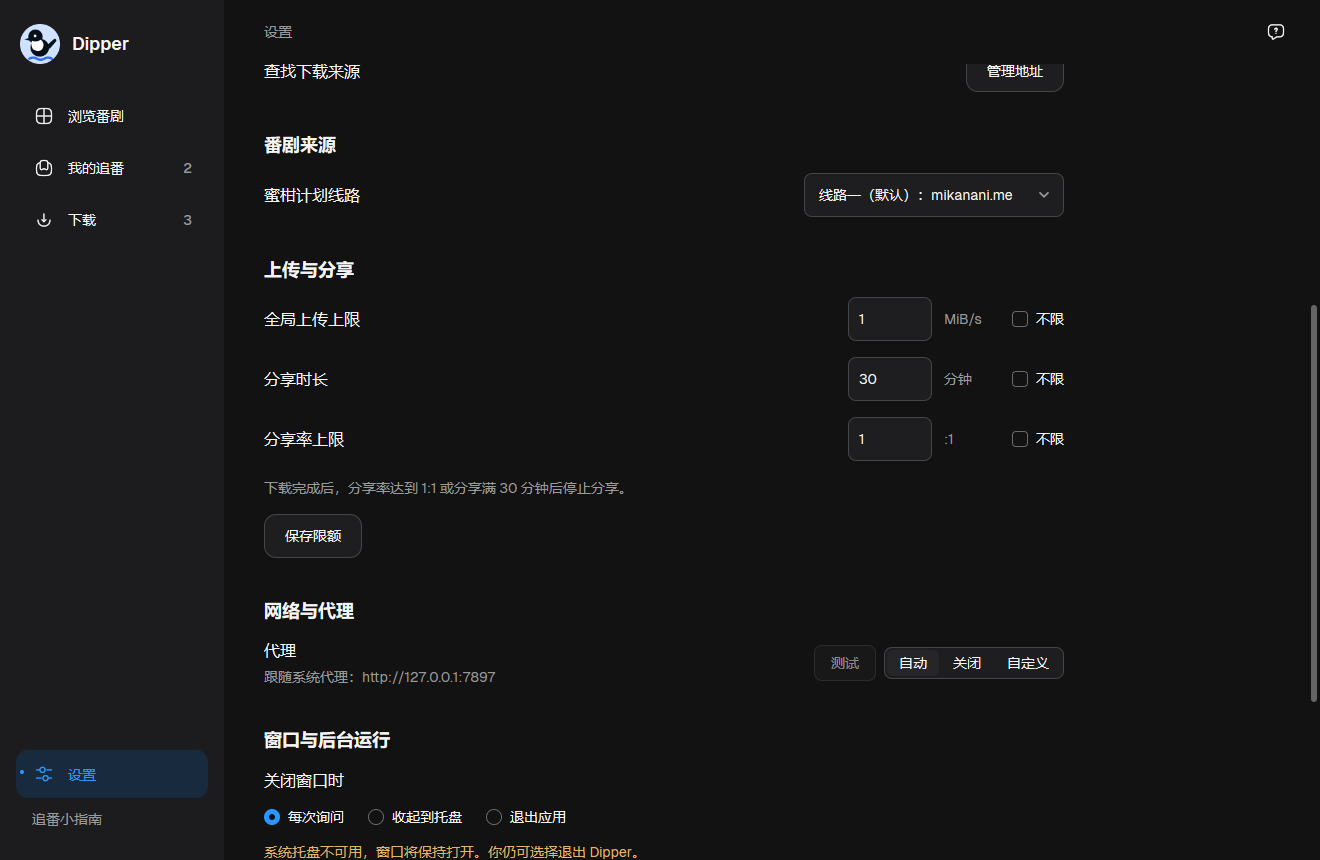 Dipper
浏览番剧
我的追番 2
下载 3
设置
追番小指南
设置
查找下载来源 管理地址
番剧来源
蜜柑计划线路 线路一（默认）：mikanani.me
上传与分享
全局上传上限 1 MiB/s 不限
分享时长 30 分钟 不限
分享率上限 1 :1 不限
下载完成后，分享率达到 1:1 或分享满 30 分钟后停止分享。
保存限额
网络与代理
代理 测试 自动 关闭 自定义
跟随系统代理：http://127.0.0.1:7897
窗口与后台运行
关闭窗口时
每次询问 收起到托盘 退出应用
系统托盘不可用，窗口将保持打开。你仍可选择退出 Dipper。